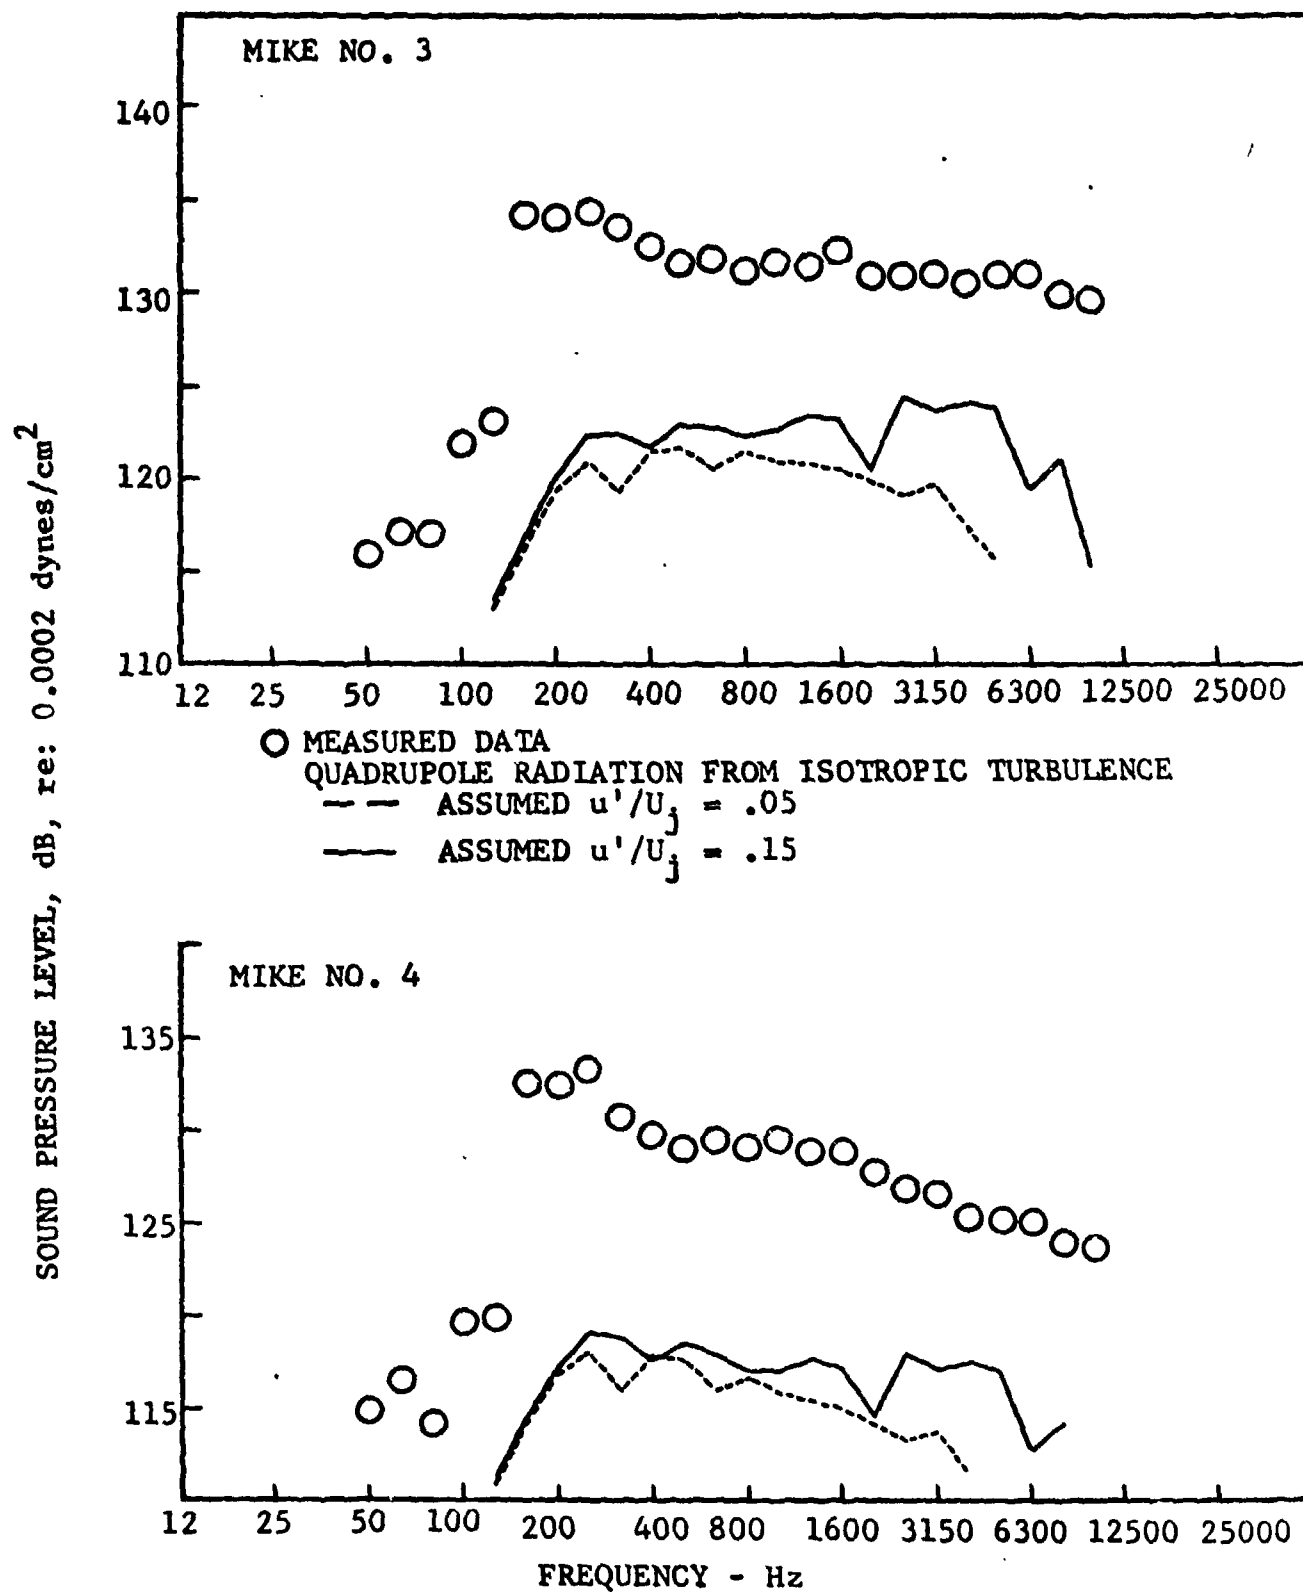 MIKE NO. 3
140
130
120
110
12 25 50 100 200 400 800 1600 3150 6300 12500 25000
SOUND PRESSURE LEVEL, dB, re: 0.0002 dynes/cm²
MEASURED DATA
QUADRUPOLE RADIATION FROM ISOTROPIC TURBULENCE
ASSUMED u'/Uj = .05
ASSUMED u'/Uj = .15
MIKE NO. 4
135
125
115
12 25 50 100 200 400 800 1600 3150 6300 12500 25000
FREQUENCY - Hz